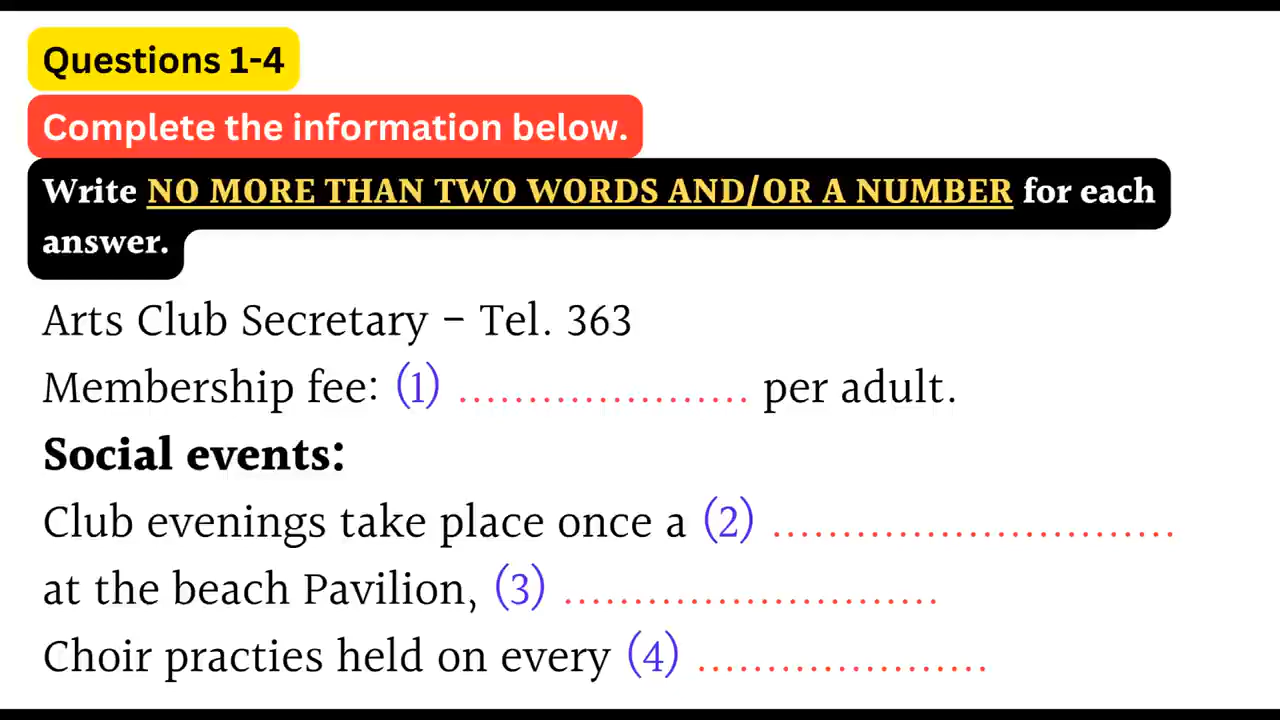 Questions 1-4
Complete the information below.
Write NO MORE THAN TWO WORDS AND/OR A NUMBER for each
answer.
Arts Club Secretary – Tel. 363
Membership fee: (1) ..................... per adult.
Social events:
Club evenings take place once a (2) .............................
at the beach Pavilion, (3) ...........................
Choir practies held on every (4) .....................